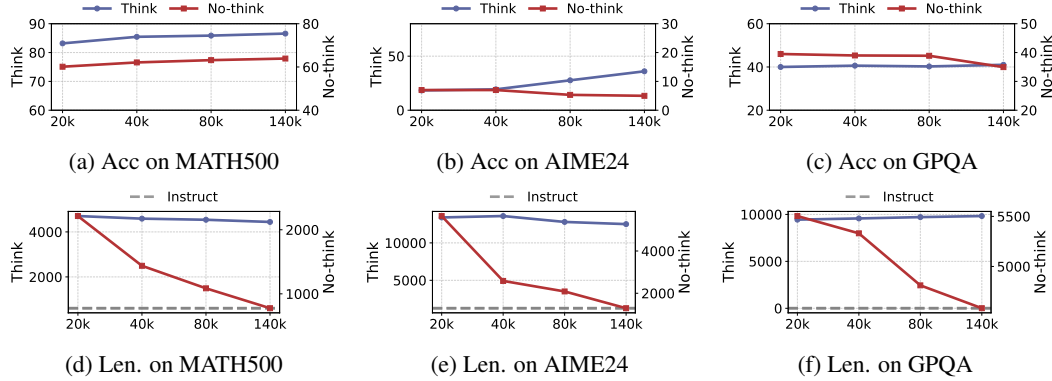 Think No-think Think No-think Think No-think
90 80 30 60 50
80 60 50 20 50 40
70 10 40 30
60 40 0 0 20 20
Think No-think Think No-think Think No-think
20k 40k 80k 140k 20k 40k 80k 140k 20k 40k 80k 140k
(a) Acc on MATH500 (b) Acc on AIME24 (c) Acc on GPQA
Instruct Instruct Instruct
4000 2000 10000 4000 10000 5500
2000 1000 5000 2000 5000 5000
0
Think No-think Think No-think Think No-think
20k 40k 80k 140k 20k 40k 80k 140k 20k 40k 80k 140k
(d) Len. on MATH500 (e) Len. on AIME24 (f) Len. on GPQA